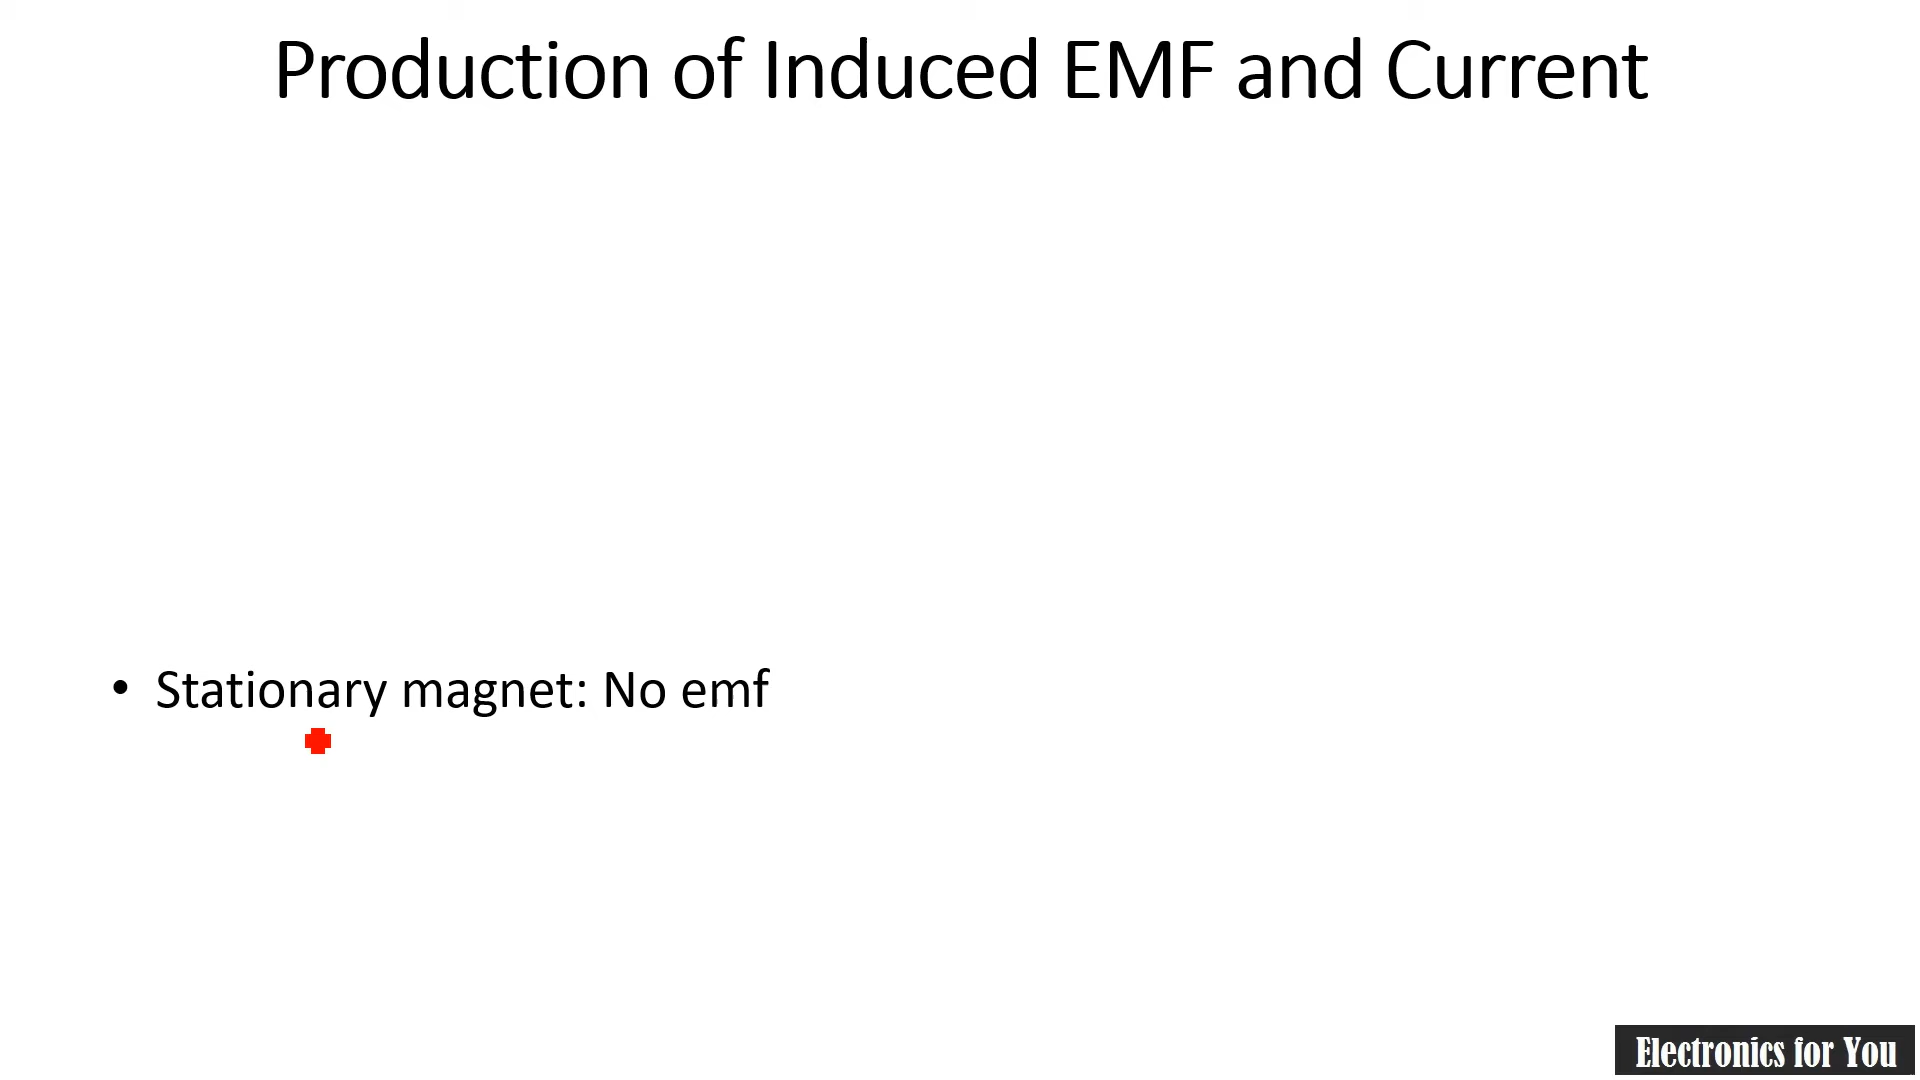 Production of Induced EMF and Current
• Stationary magnet: No emf
Electronics for You